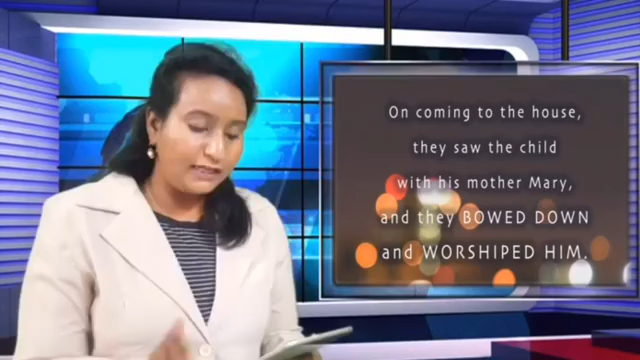 On coming to the house,
they saw the child
with his mother Mary,
and they BOWED DOWN
and WORSHIPED HIM.